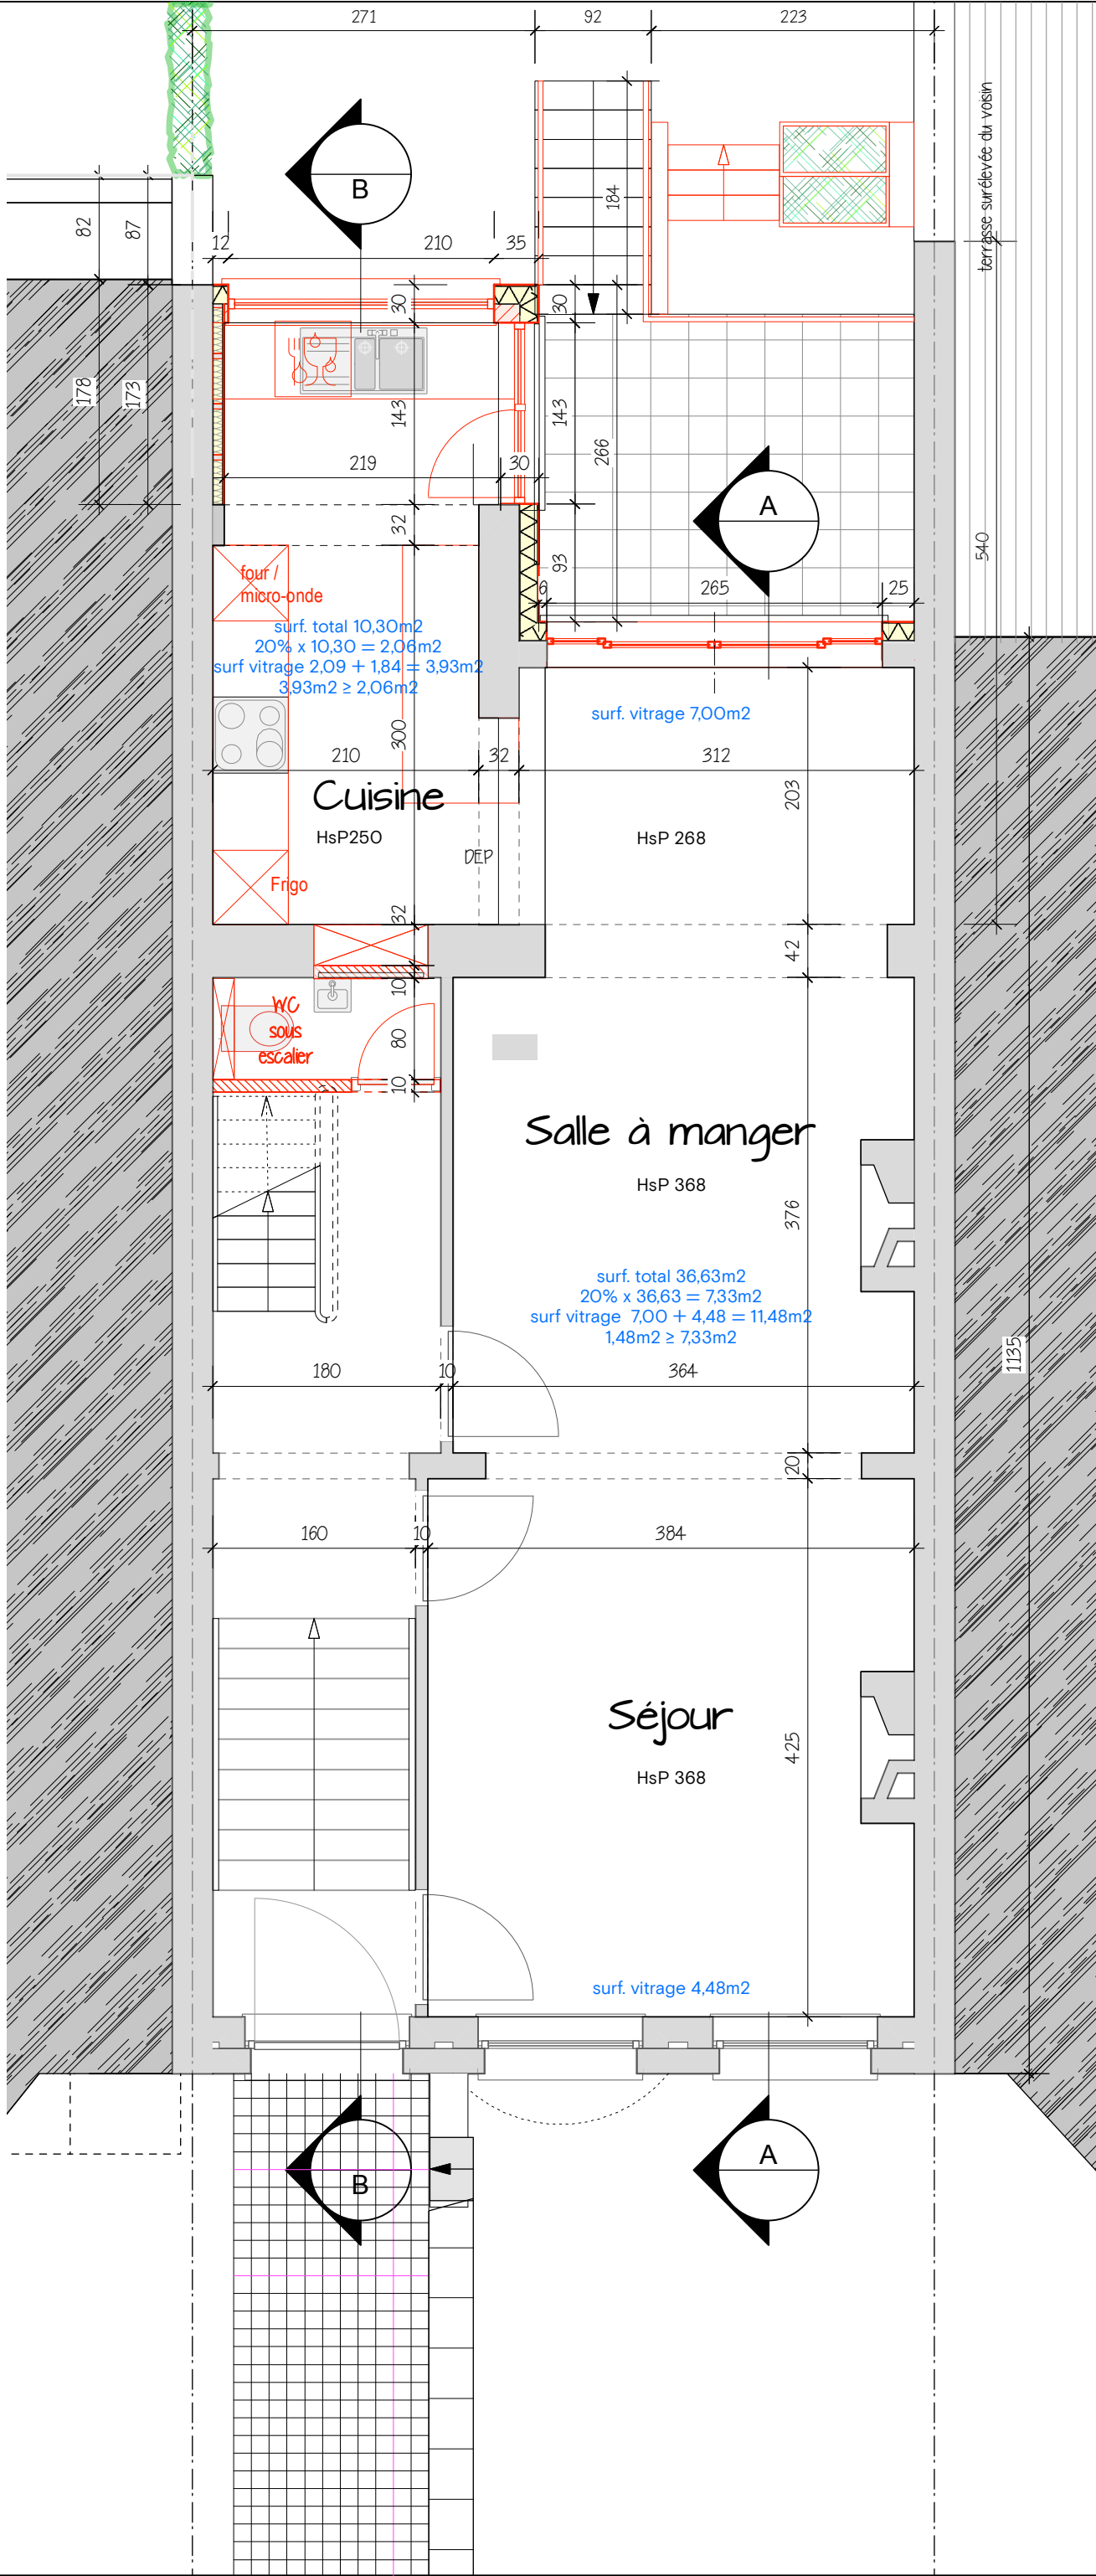 271 92 223
terrasse surélevée du voisin
184
82 87
B
12 210 35
30 30
178 173
143 143
266
219 30
A
32
93
540
6 265 25
four /
micro-onde
surf. total 10,30m2
20% x 10,30 = 2,06m2
surf vitrage 2,09 + 1,84 = 3,93m2
3,93m2 ≥ 2,06m2
surf. vitrage 7,00m2
300
210 32 312
203
Cuisine
HsP250
HsP 268
DEP
Frigo
32
42
10
WC
sous
escalier
80
10
Salle à manger
HsP 368
376
surf. total 36,63m2
20% x 36,63 = 7,33m2
surf vitrage 7,00 + 4,48 = 11,48m2
1,48m2 ≥ 7,33m2
1135
180 10 364
20
160 10 384
Séjour
425
HsP 368
surf. vitrage 4,48m2
B
A